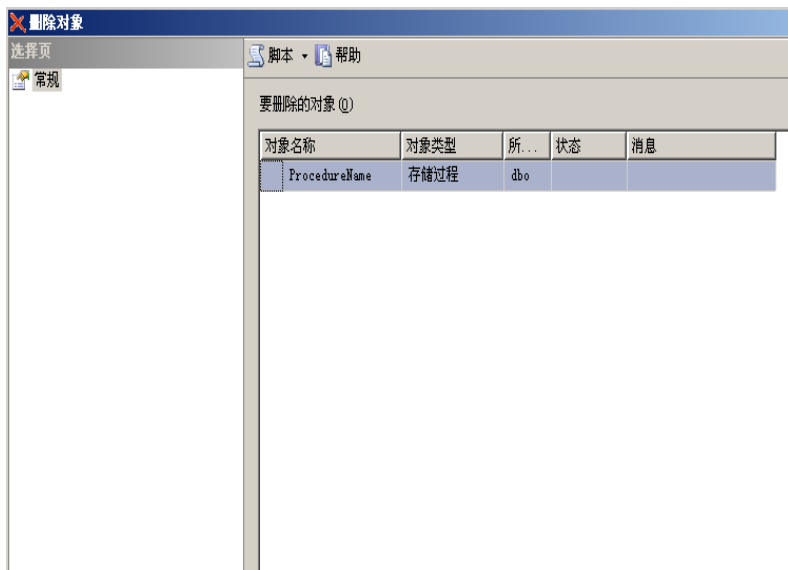 删除对象
选择页
常规
脚本 帮助
要删除的对象(O)
对象名称 对象类型 所... 状态 消息
ProcedureName 存储过程 dbo